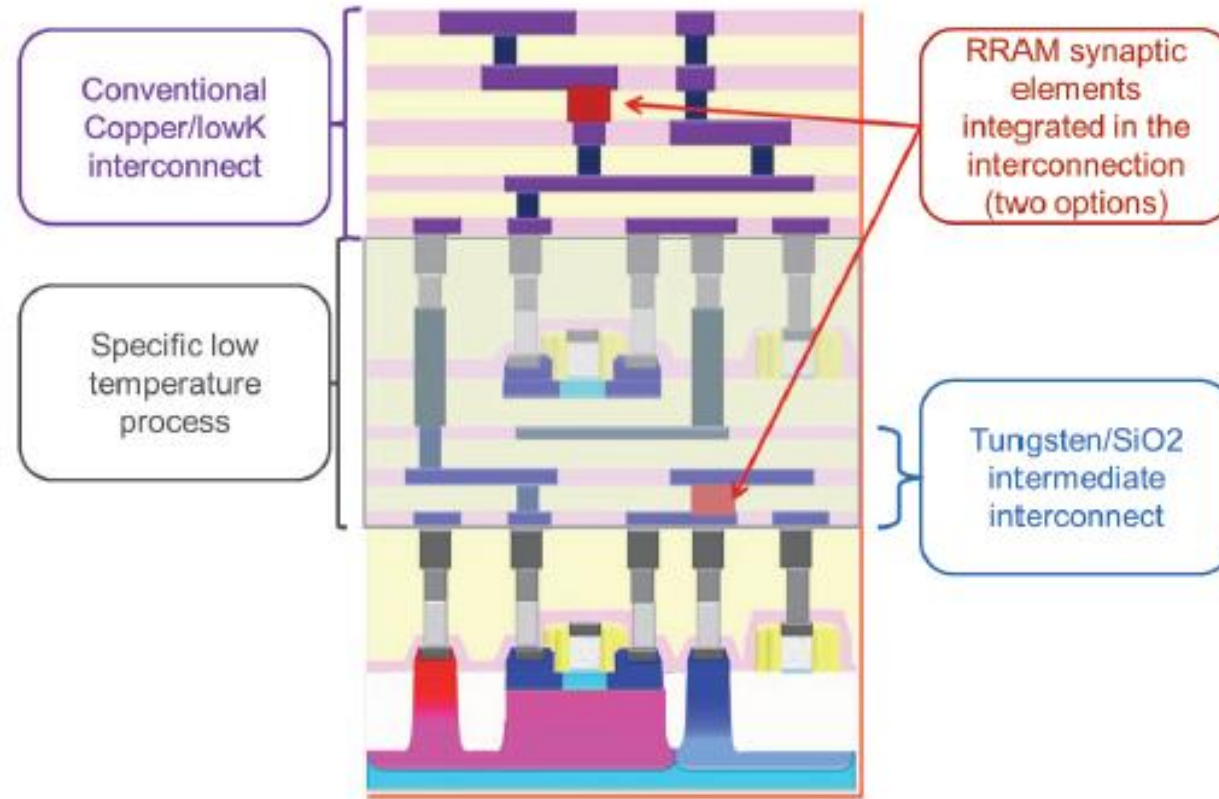 Conventional
Copper/lowK
interconnect
RRAM synaptic
elements
integrated in the
interconnection
(two options)
Specific low
temperature
process
Tungsten/SiO2
intermediate
interconnect